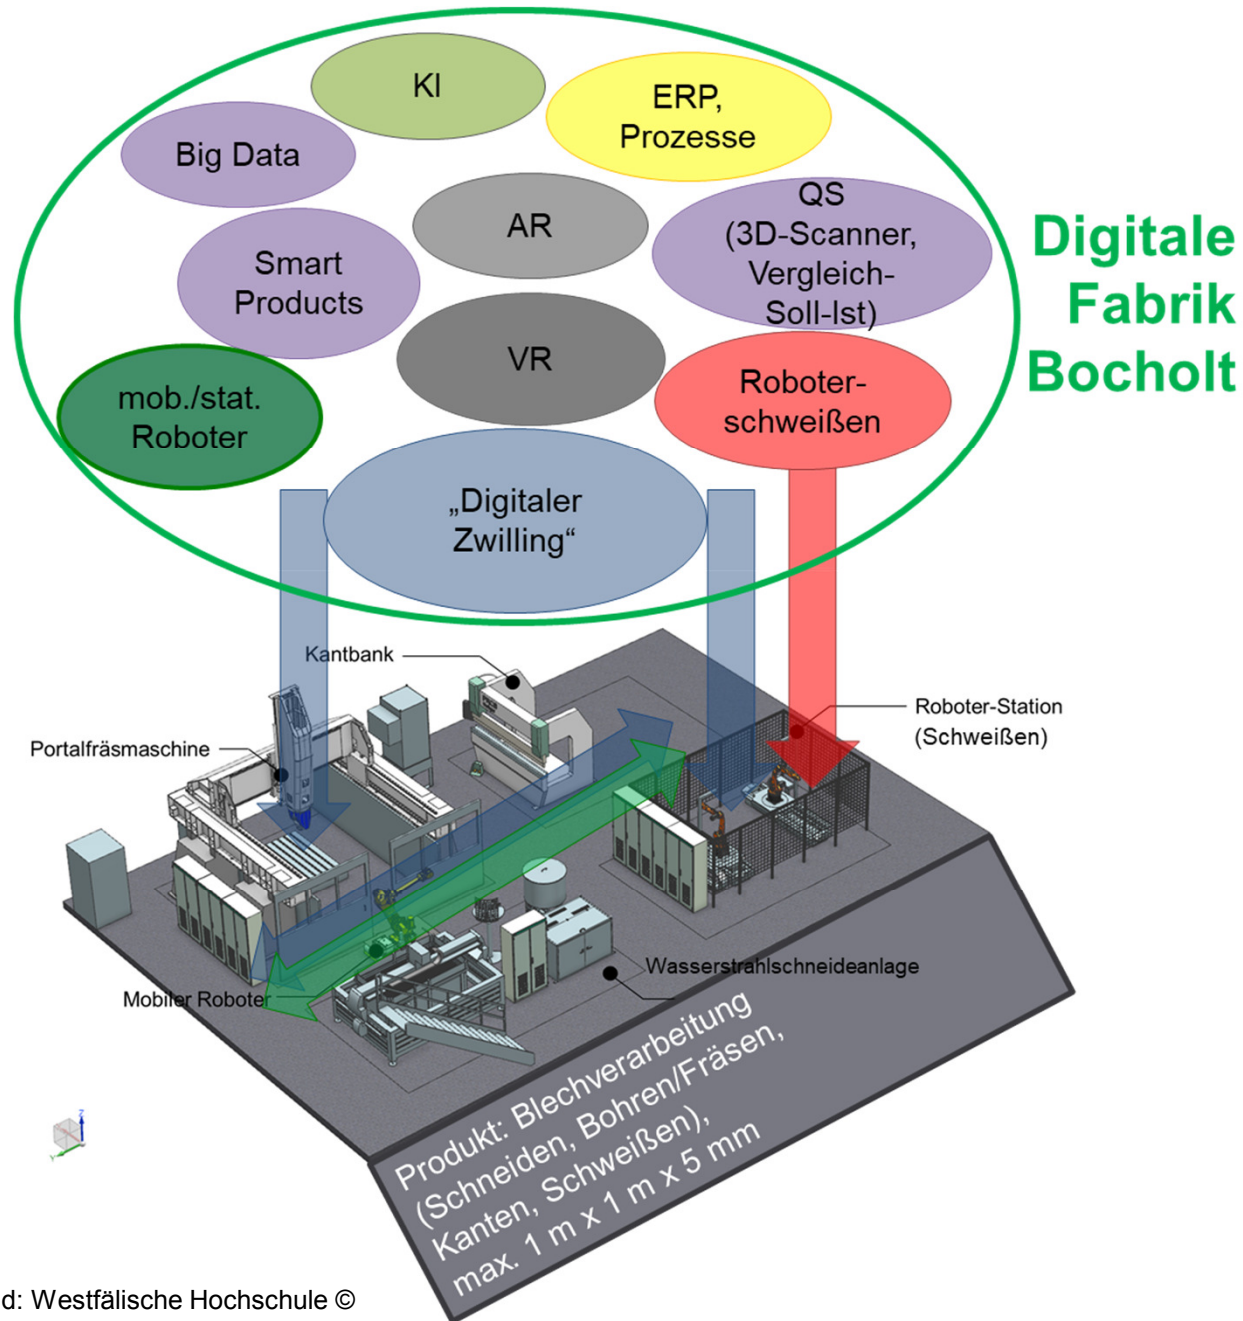 KI
ERP,
Prozesse
Big Data
AR
QS
(3D-Scanner,
Vergleich-
Soll-Ist)
Smart
Products
VR
Roboter-
schweißen
mob./stat.
Roboter
„Digitaler
Zwilling“
Digitale
Fabrik
Bocholt
Kantbank
Portalfräsmaschine
Roboter-Station
(Schweißen)
Mobiler Roboter
Wasserstrahlschneideanlage
Produkt: Blechverarbeitung
(Schneiden, Bohren/Fräsen,
Kanten, Schweißen),
max. 1 m x 1 m x 5 mm
Z
Y
d: Westfälische Hochschule ©